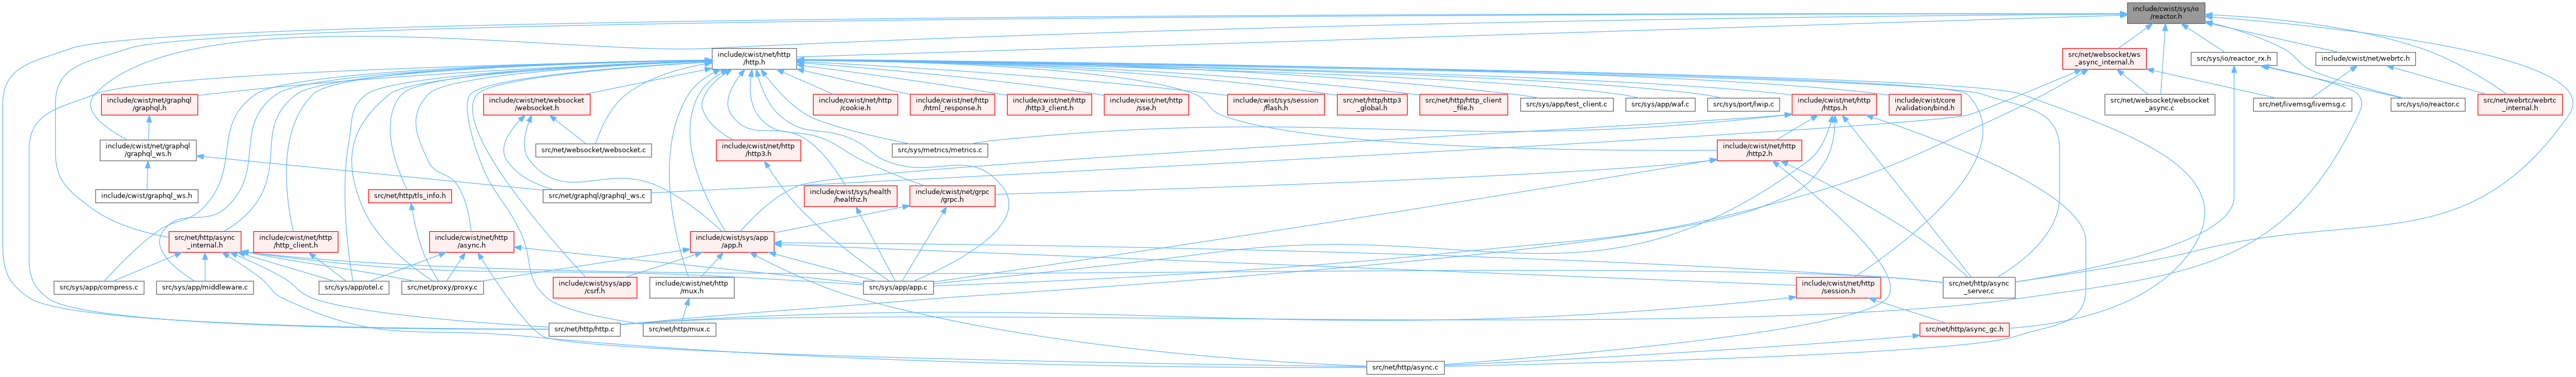 include/cwist/sys/io
/reactor.h
include/cwist/net/http
/http.h
src/net/websocket/ws
_async_internal.h
src/sys/io/reactor_rx.h
include/cwist/net/webrtc.h
include/cwist/net/graphql
/graphql.h
include/cwist/net/websocket
/websocket.h
include/cwist/net/http
/cookie.h
include/cwist/net/http
/html_response.h
include/cwist/net/http
/http3_client.h
include/cwist/net/http
/sse.h
include/cwist/sys/session
/flash.h
src/net/http/http3
_global.h
src/net/http/http_client
_file.h
src/sys/app/test_client.c
src/sys/app/waf.c
src/sys/port/lwip.c
include/cwist/net/http
/https.h
include/cwist/core
/validation/bind.h
src/net/websocket/websocket
_async.c
src/net/livemsg/livemsg.c
src/sys/io/reactor.c
src/net/webrtc/webrtc
_internal.h
include/cwist/net/graphql
/graphql_ws.h
src/net/websocket/websocket.c
include/cwist/net/http
/http3.h
src/sys/metrics/metrics.c
include/cwist/net/http
/http2.h
include/cwist/graphql_ws.h
src/net/http/tls_info.h
src/net/graphql/graphql_ws.c
include/cwist/sys/health
/healthz.h
include/cwist/net/grpc
/grpc.h
src/net/http/async
_internal.h
include/cwist/net/http
/http_client.h
include/cwist/net/http
/async.h
include/cwist/sys/app
/app.h
src/sys/app/compress.c
src/sys/app/middleware.c
src/sys/app/otel.c
src/net/proxy/proxy.c
include/cwist/sys/app
/csrf.h
include/cwist/net/http
/mux.h
src/sys/app/app.c
include/cwist/net/http
/session.h
src/net/http/async
_server.c
src/net/http/http.c
src/net/http/mux.c
src/net/http/async_gc.h
src/net/http/async.c